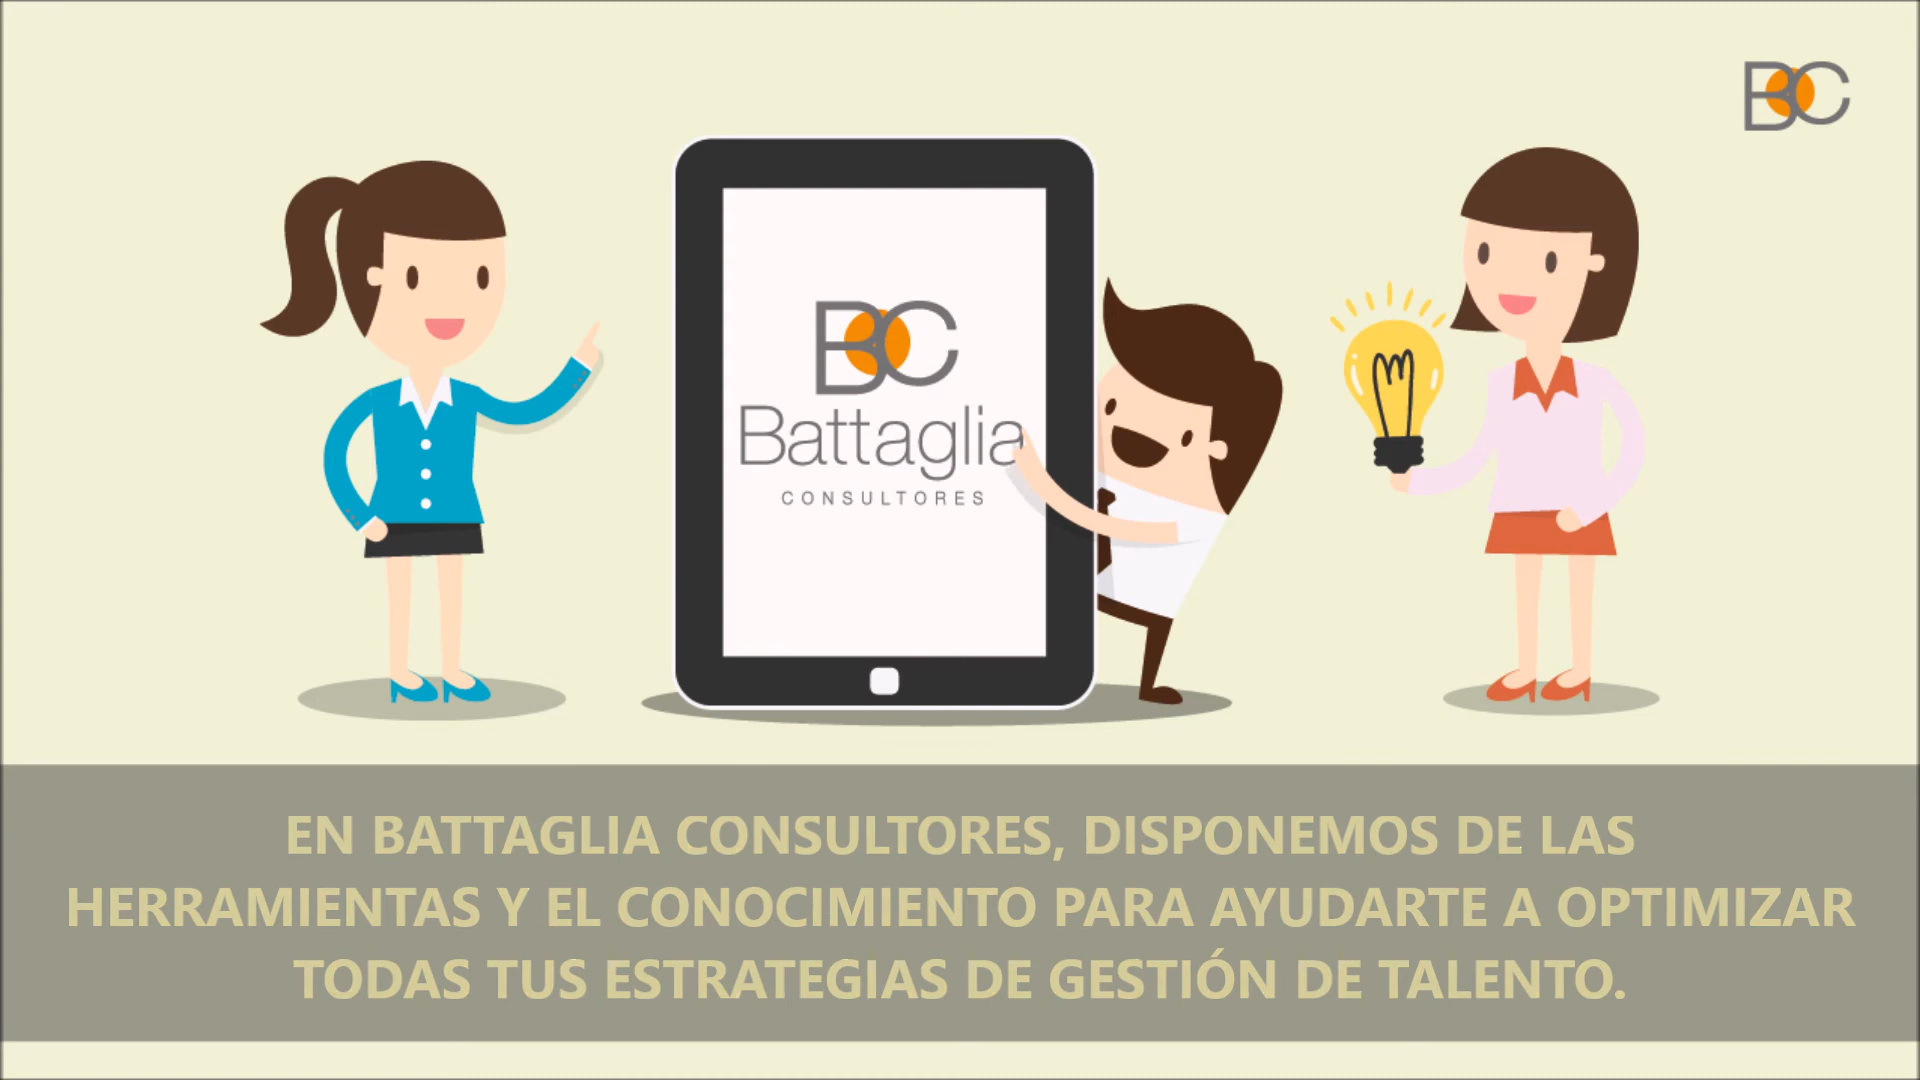 BC
BC
Battaglia
CONSULTORES
EN BATTAGLIA CONSULTORES, DISPONEMOS DE LAS
HERRAMIENTAS Y EL CONOCIMIENTO PARA AYUDARTE A OPTIMIZAR
TODAS TUS ESTRATEGIAS DE GESTIÓN DE TALENTO.